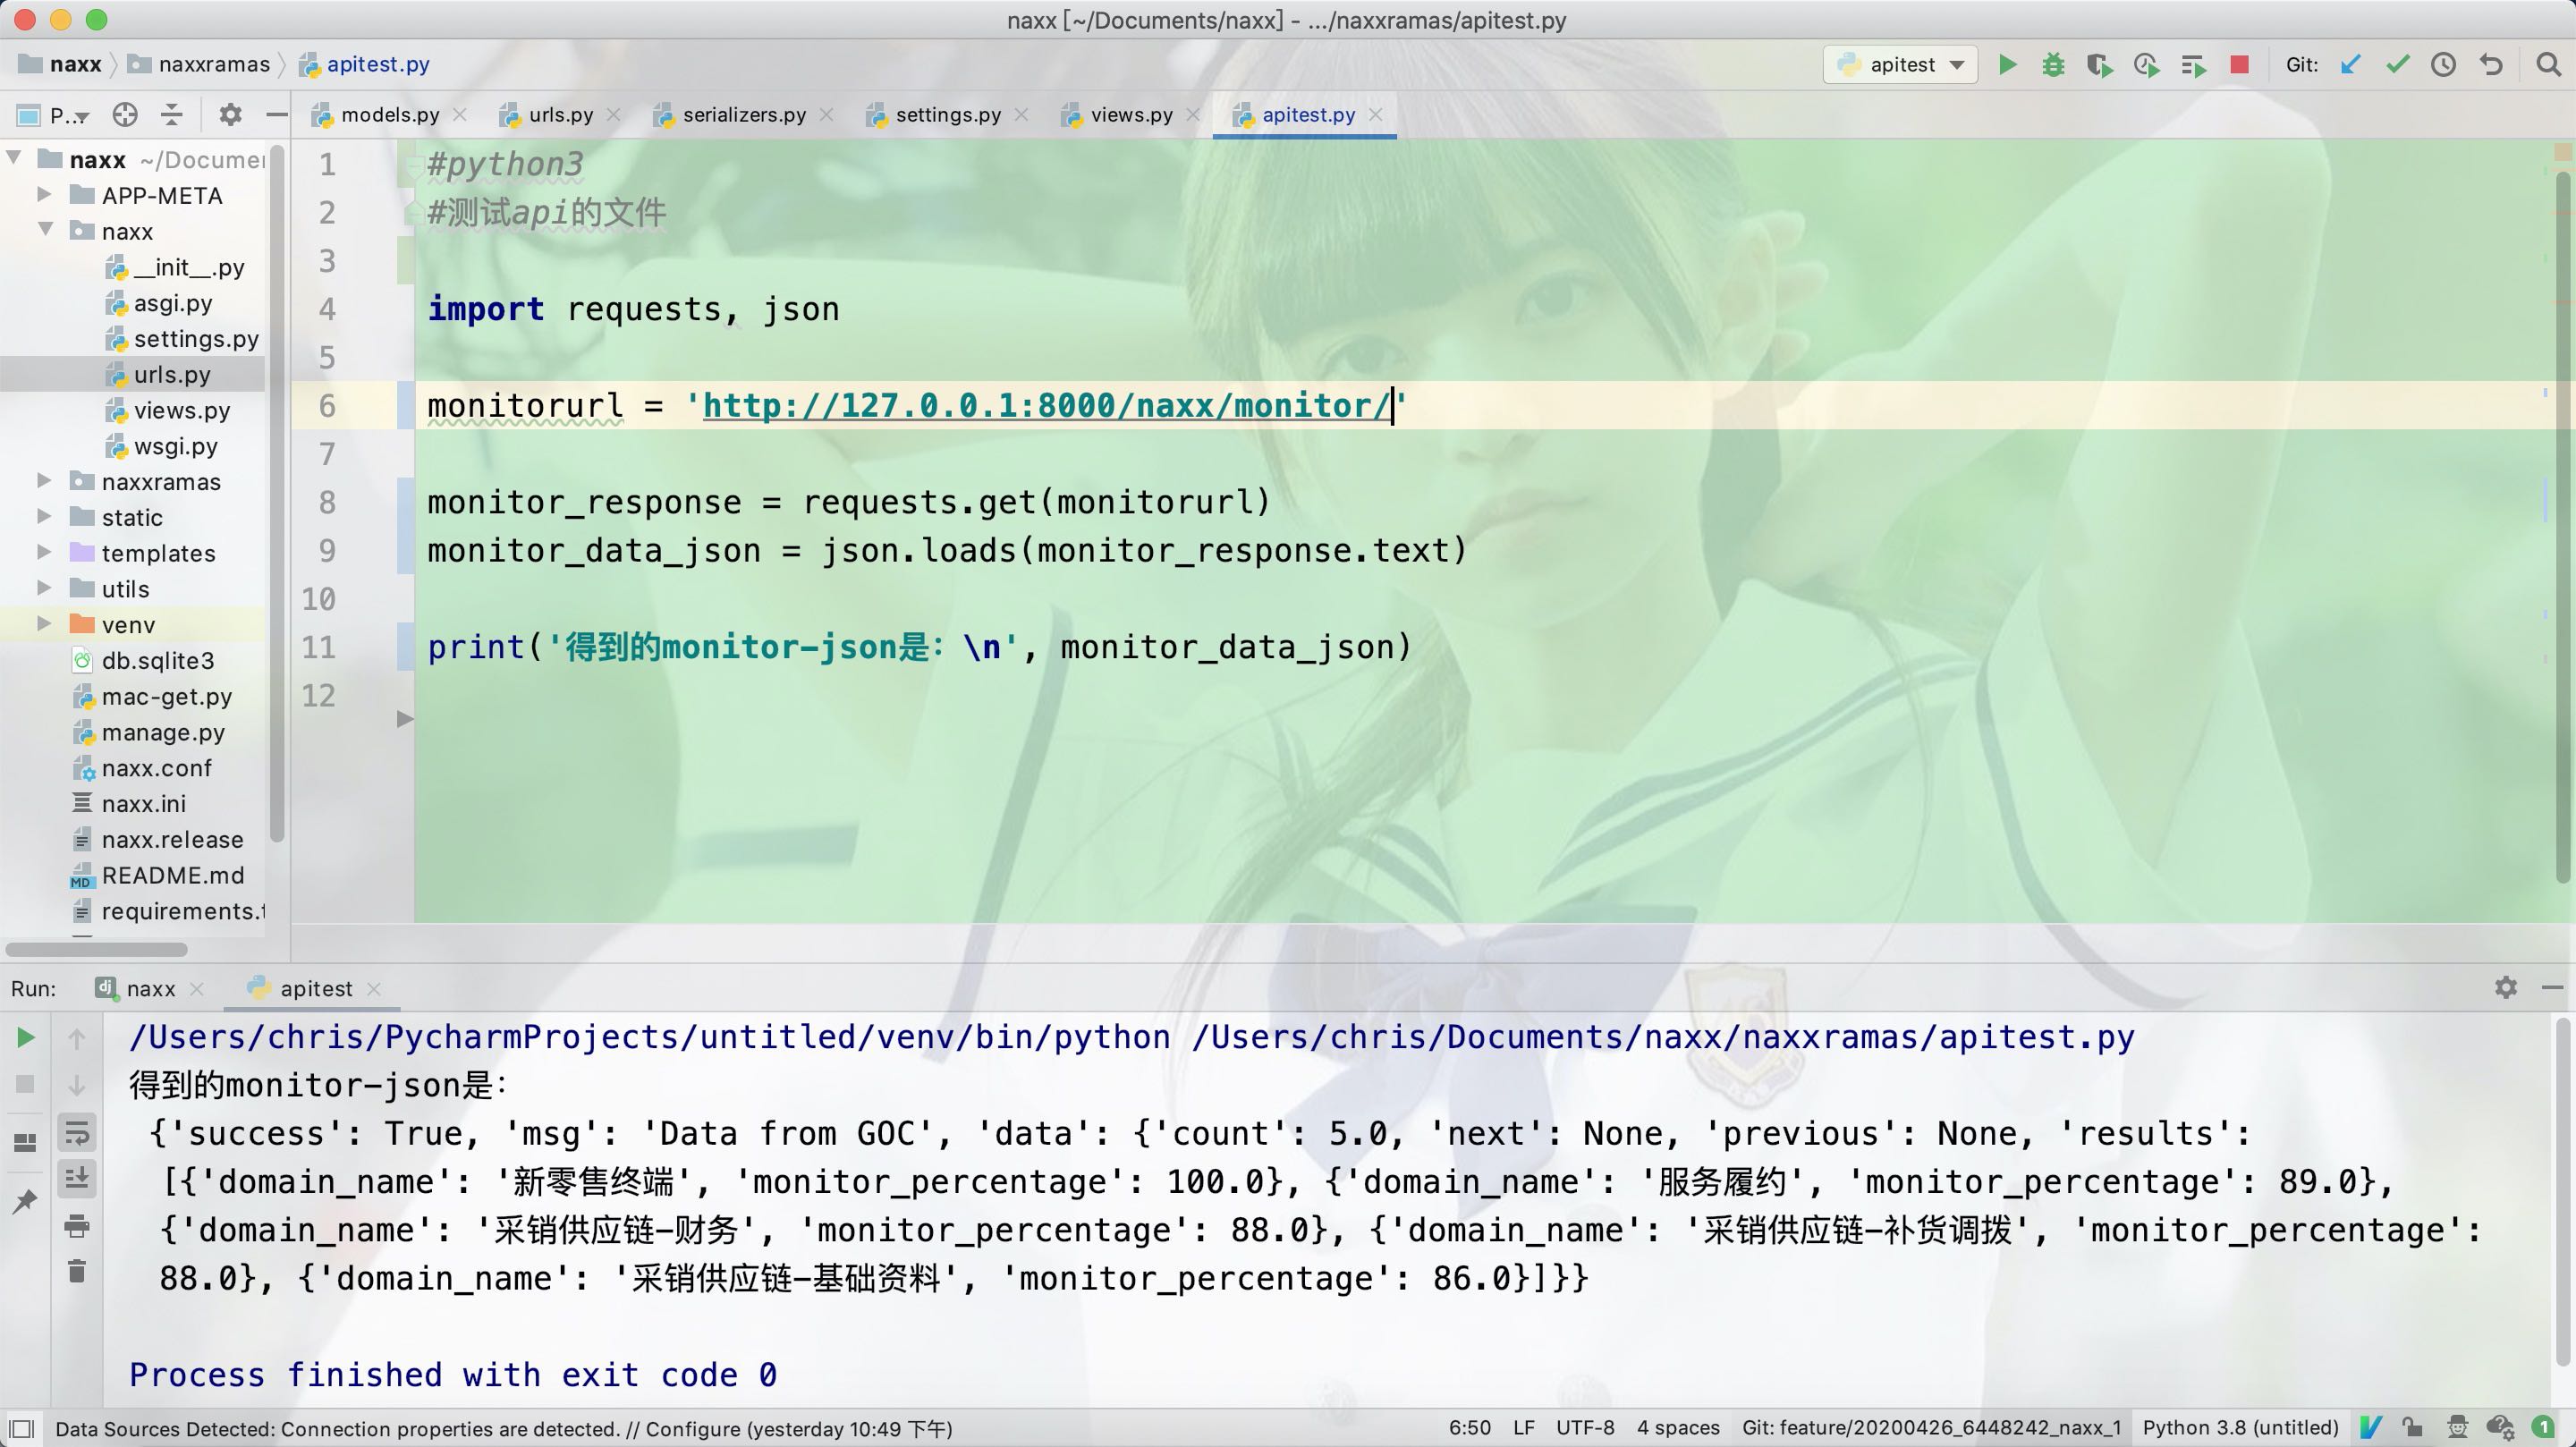 naxx [~/Documents/naxx] - .../naxxramas/apitest.py
naxx naxxramas apitest.py
apitest
Git:
P...
models.py urls.py serializers.py settings.py views.py apitest.py
naxx ~/Documen
APP-META
naxx
__init__.py
asgi.py
settings.py
urls.py
views.py
wsgi.py
naxxramas
static
templates
utils
venv
db.sqlite3
mac-get.py
manage.py
naxx.conf
naxx.ini
naxx.release
README.md
requirements.t
1 #python3
2 #测试api的文件
3
4 import requests, json
5
6 monitorurl = 'http://127.0.0.1:8000/naxx/monitor/'
7
8 monitor_response = requests.get(monitorurl)
9 monitor_data_json = json.loads(monitor_response.text)
10
11 print('得到的monitor-json是：\n', monitor_data_json)
12
Run: naxx apitest
/Users/chris/PycharmProjects/untitled/venv/bin/python /Users/chris/Documents/naxx/naxxramas/apitest.py
得到的monitor-json是：
{'success': True, 'msg': 'Data from GOC', 'data': {'count': 5.0, 'next': None, 'previous': None, 'results':
[{'domain_name': '新零售终端', 'monitor_percentage': 100.0}, {'domain_name': '服务履约', 'monitor_percentage': 89.0},
{'domain_name': '采销供应链-财务', 'monitor_percentage': 88.0}, {'domain_name': '采销供应链-补货调拨', 'monitor_percentage':
88.0}, {'domain_name': '采销供应链-基础资料', 'monitor_percentage': 86.0}]}}
Process finished with exit code 0
Data Sources Detected: Connection properties are detected. // Configure (yesterday 10:49 下午)
6:50 LF UTF-8 4 spaces Git: feature/20200426_6448242_naxx_1 Python 3.8 (untitled) 1